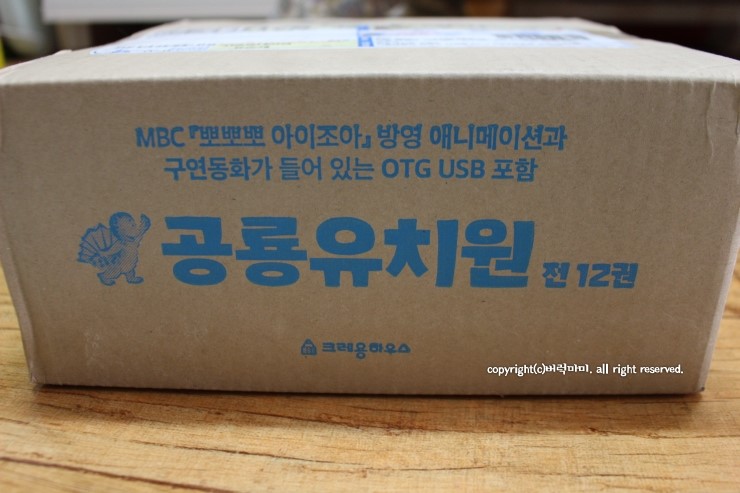 MBC 『뽀뽀뽀 아이조아』 방영 애니메이션과
구연동화가 들어 있는 OTG USB 포함
공룡유치원 전 12권
크레용하우스
copyright(c)버럭마미. all right reserved.